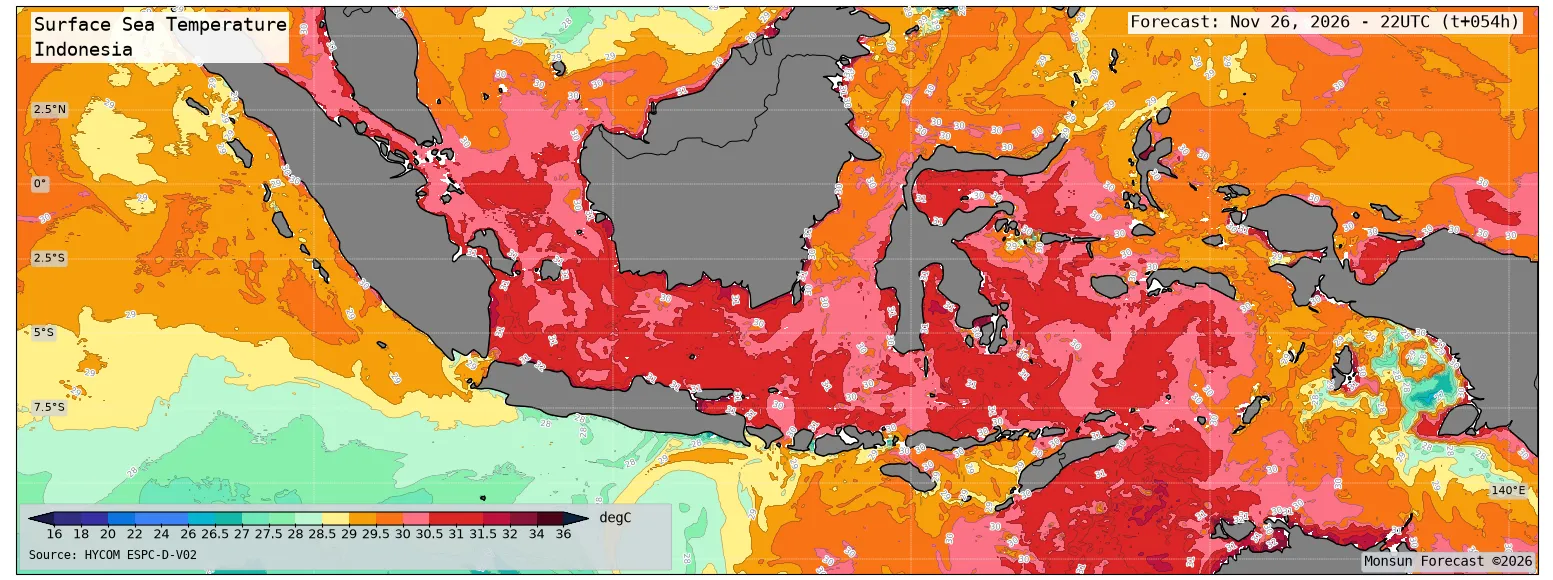 Surface Sea Temperature
Indonesia
Forecast: Nov 26, 2026 - 22UTC (t+054h)
2.5°N
0°
2.5°S
5°S
7.5°S
140°E
16 18 20 22 24 26 26.5 27 27.5 28 28.5 29 29.5 30 30.5 31 31.5 32 34 36
degC
Source: HYCOM ESPC-D-V02
Monsun Forecast ©2026